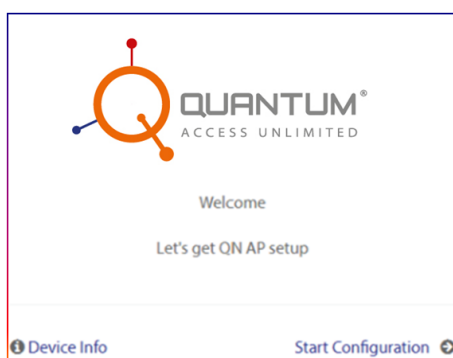 QUANTUM®
ACCESS UNLIMITED
Welcome
Let's get QN AP setup
Device Info
Start Configuration